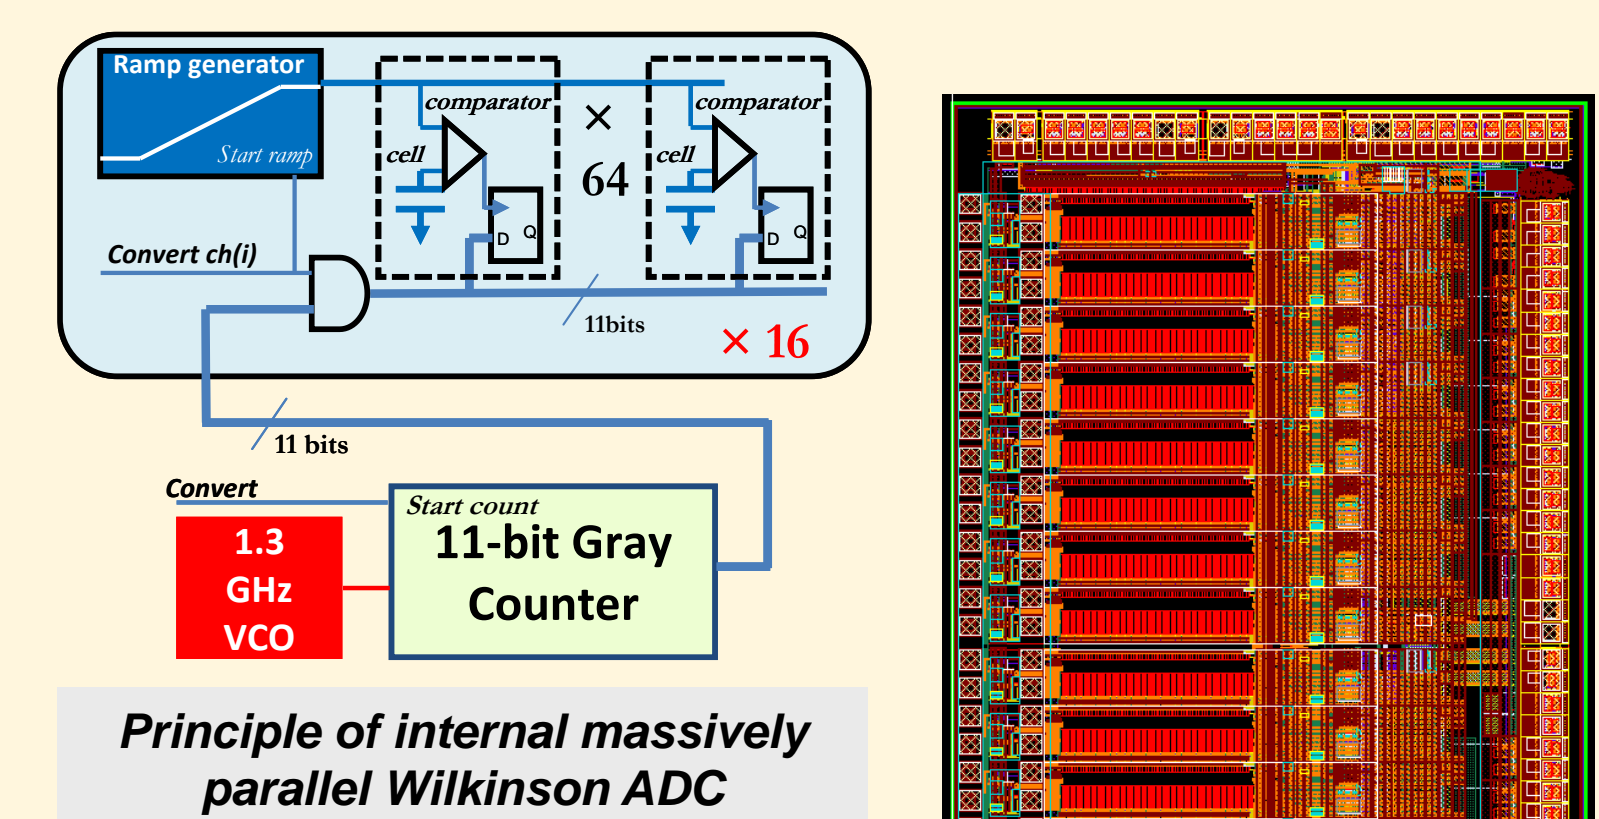 Ramp generator
Start ramp
comparator
cell
D
Q
×
64
comparator
cell
D
Q
Convert ch(i)
11bits
× 16
11 bits
Convert
Start count
1.3
GHz
VCO
11-bit Gray
Counter
Principle of internal massively
parallel Wilkinson ADC